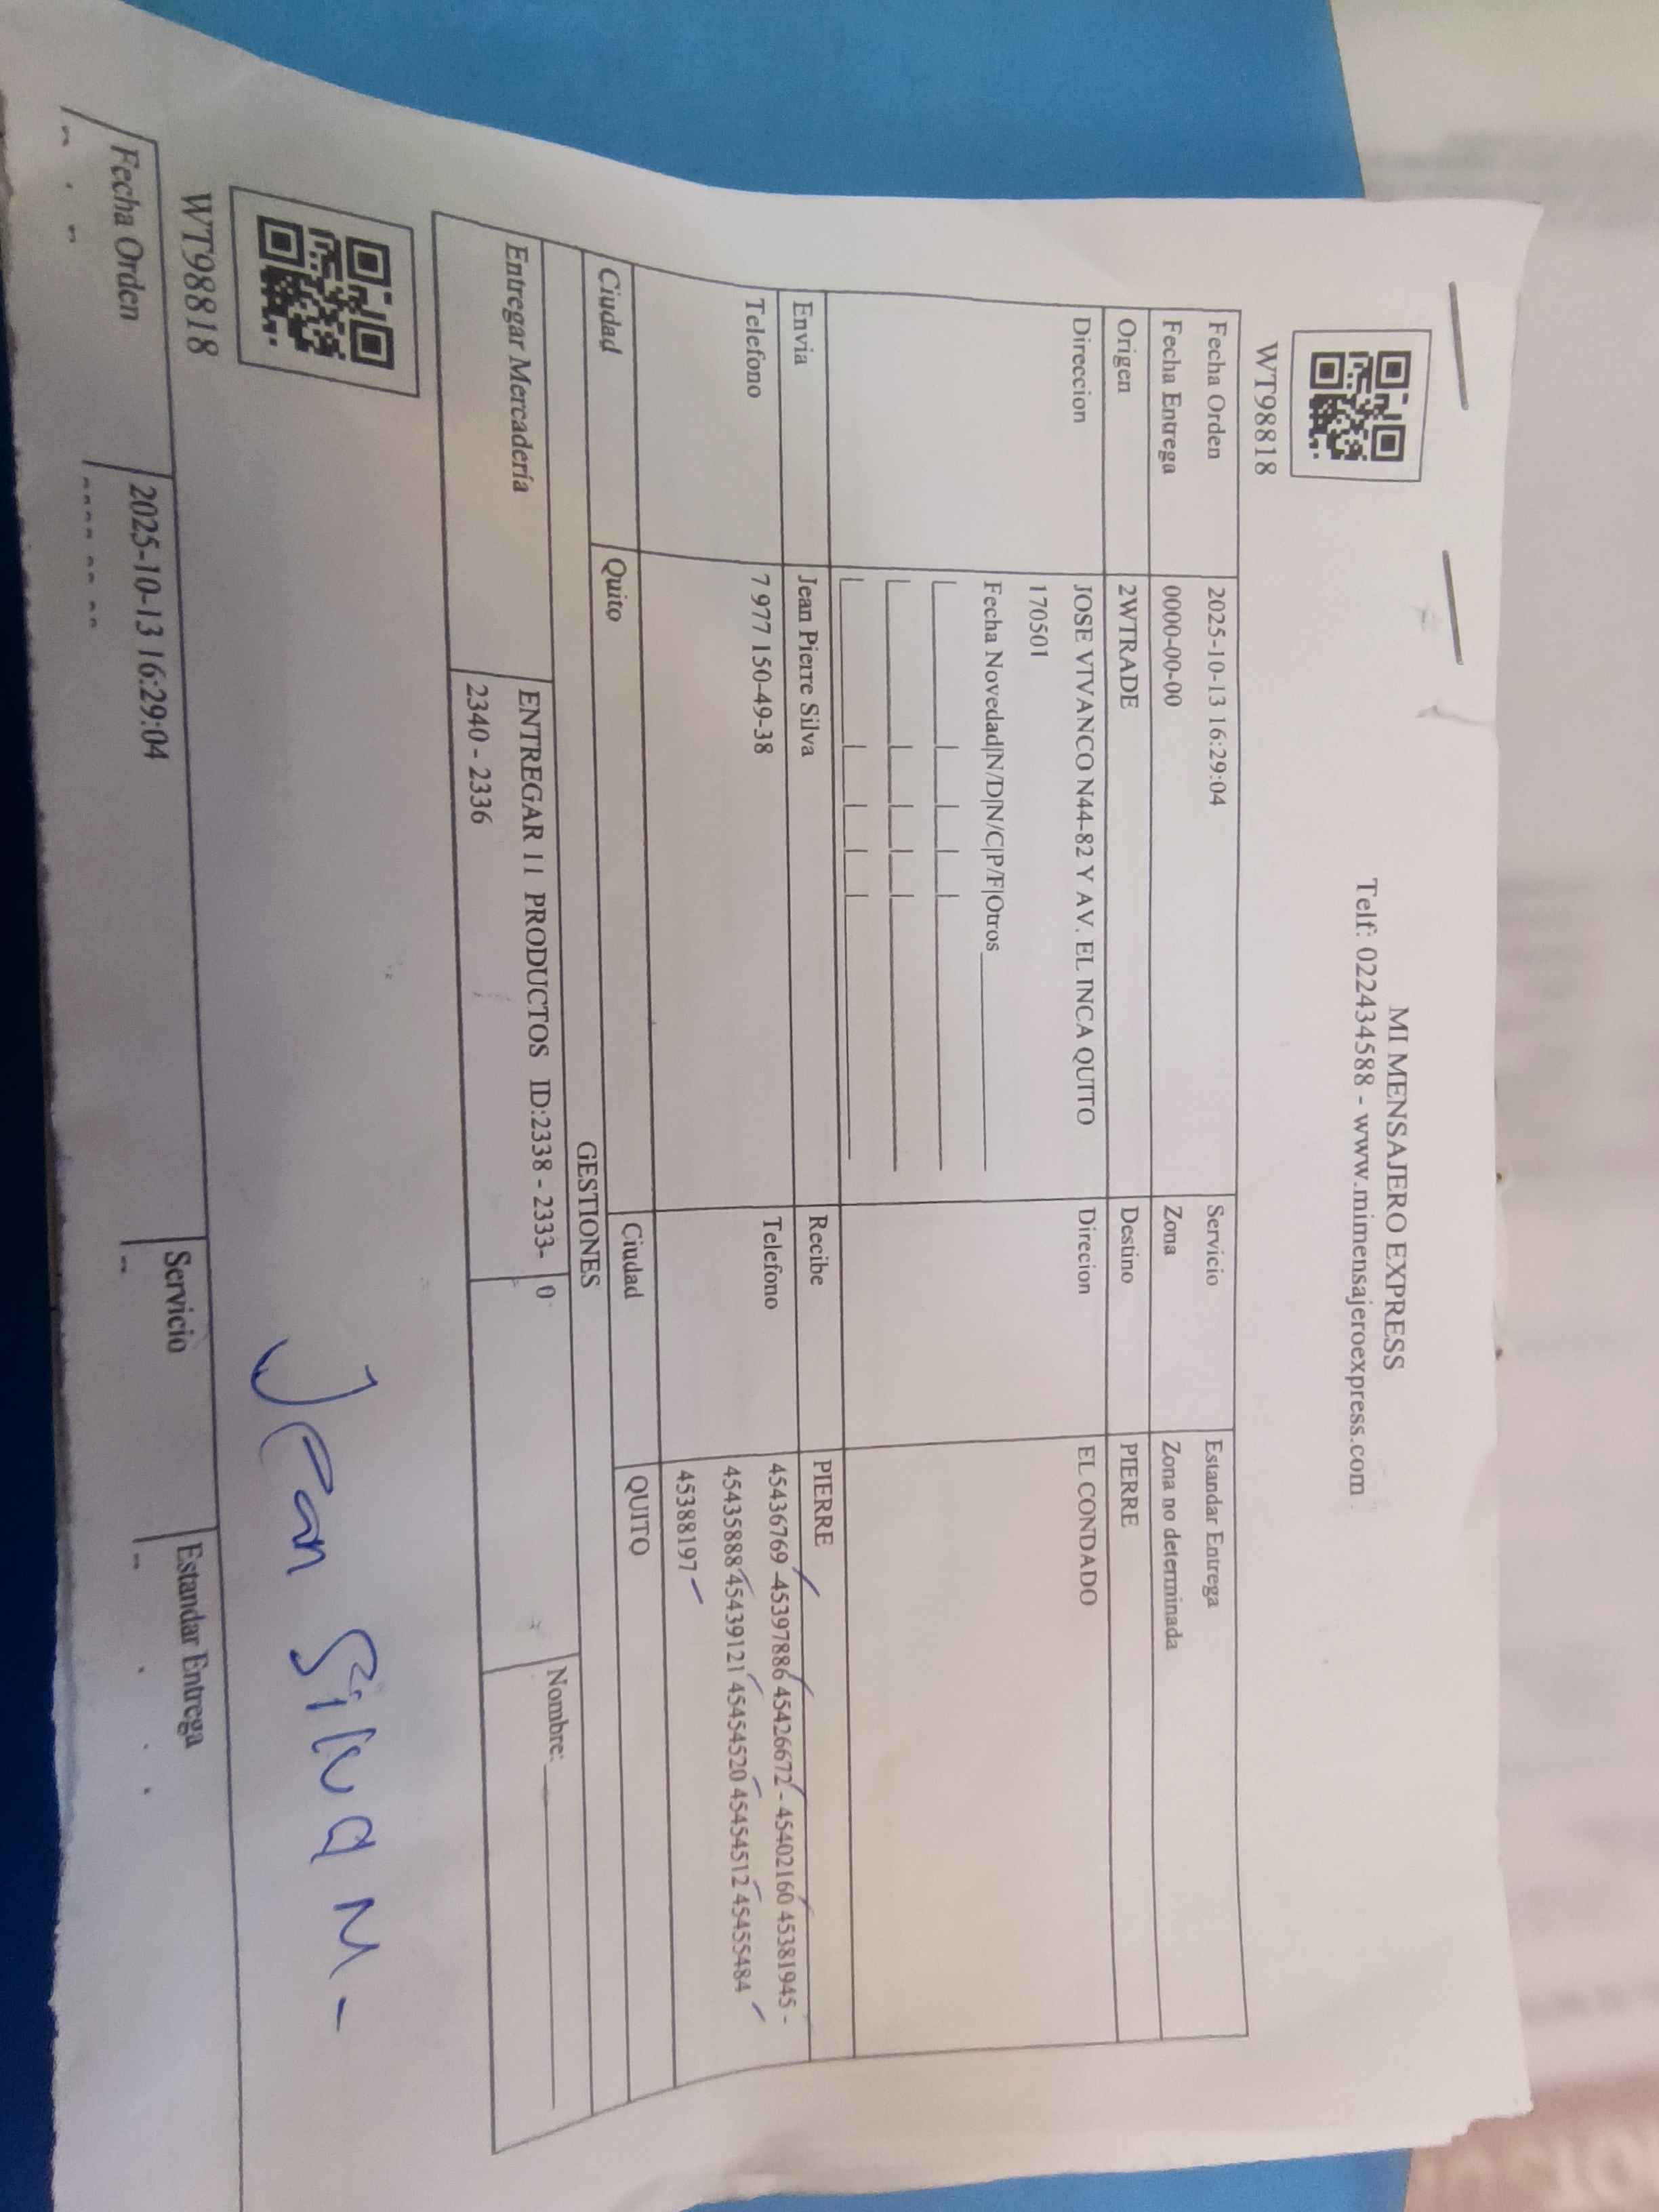 MI MENSAJERO EXPRESS
Telf: 022434588 - www.mimensajeroexpress.com
WT98818
Fecha Orden 2025-10-13 16:29:04 Servicio Estandar Entrega
Fecha Entrega 0000-00-00 Zona Zona no determinada
Origen 2WTRADE Destino PIERRE
Direccion JOSE VIVANCO N44-82 Y AV. EL INCA QUITO Direcion EL CONDADO
170501
Fecha Novedad|N/D|N/C|P/F|Otros
Envia Jean Pierre Silva Recibe PIERRE
Telefono 7 977 150-49-38 Telefono 45436769 -45397886 45426672 - 45402160 45381945 -
45435888 45439121 45454520 45454512 45455484
45388197
Ciudad Quito Ciudad QUITO
GESTIONES
Entregar Mercadería ENTREGAR 11 PRODUCTOS ID:2338 - 2333- 0 Nombre:
2340 - 2336
Jean Silva M-
WT98818
Fecha Orden 2025-10-13 16:29:04 Servicio Estandar Entrega